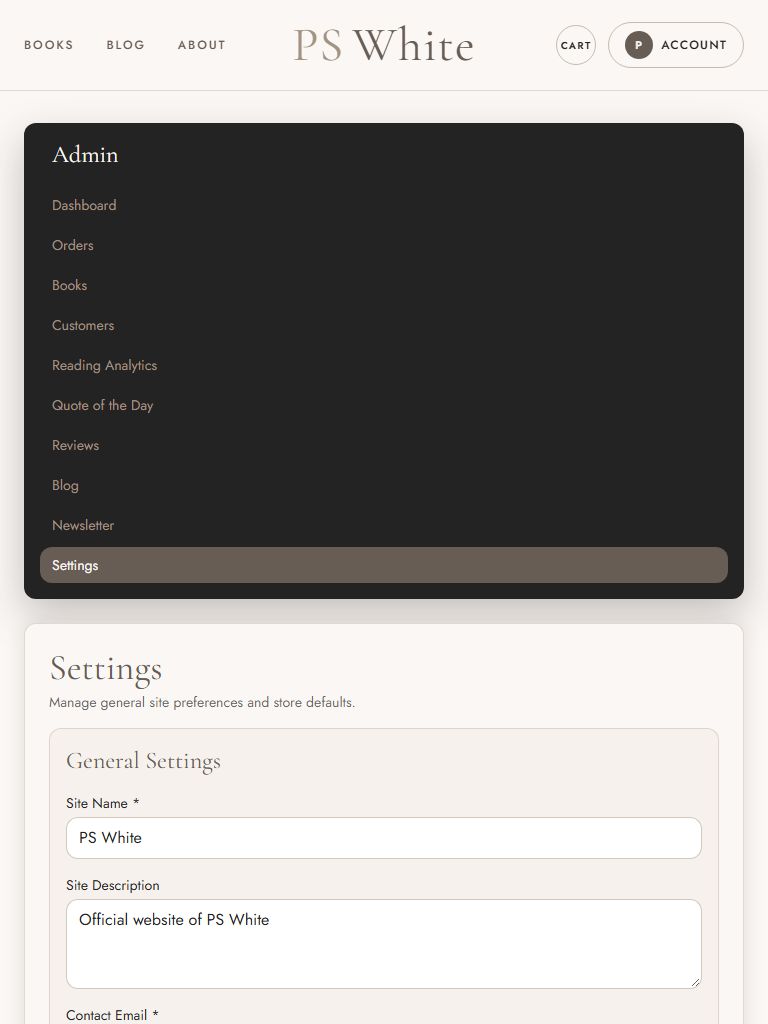 BOOKS BLOG ABOUT PS White CART P ACCOUNT
Admin
Dashboard
Orders
Books
Customers
Reading Analytics
Quote of the Day
Reviews
Blog
Newsletter
Settings
Settings
Manage general site preferences and store defaults.
General Settings
Site Name *
PS White
Site Description
Official website of PS White
Contact Email *